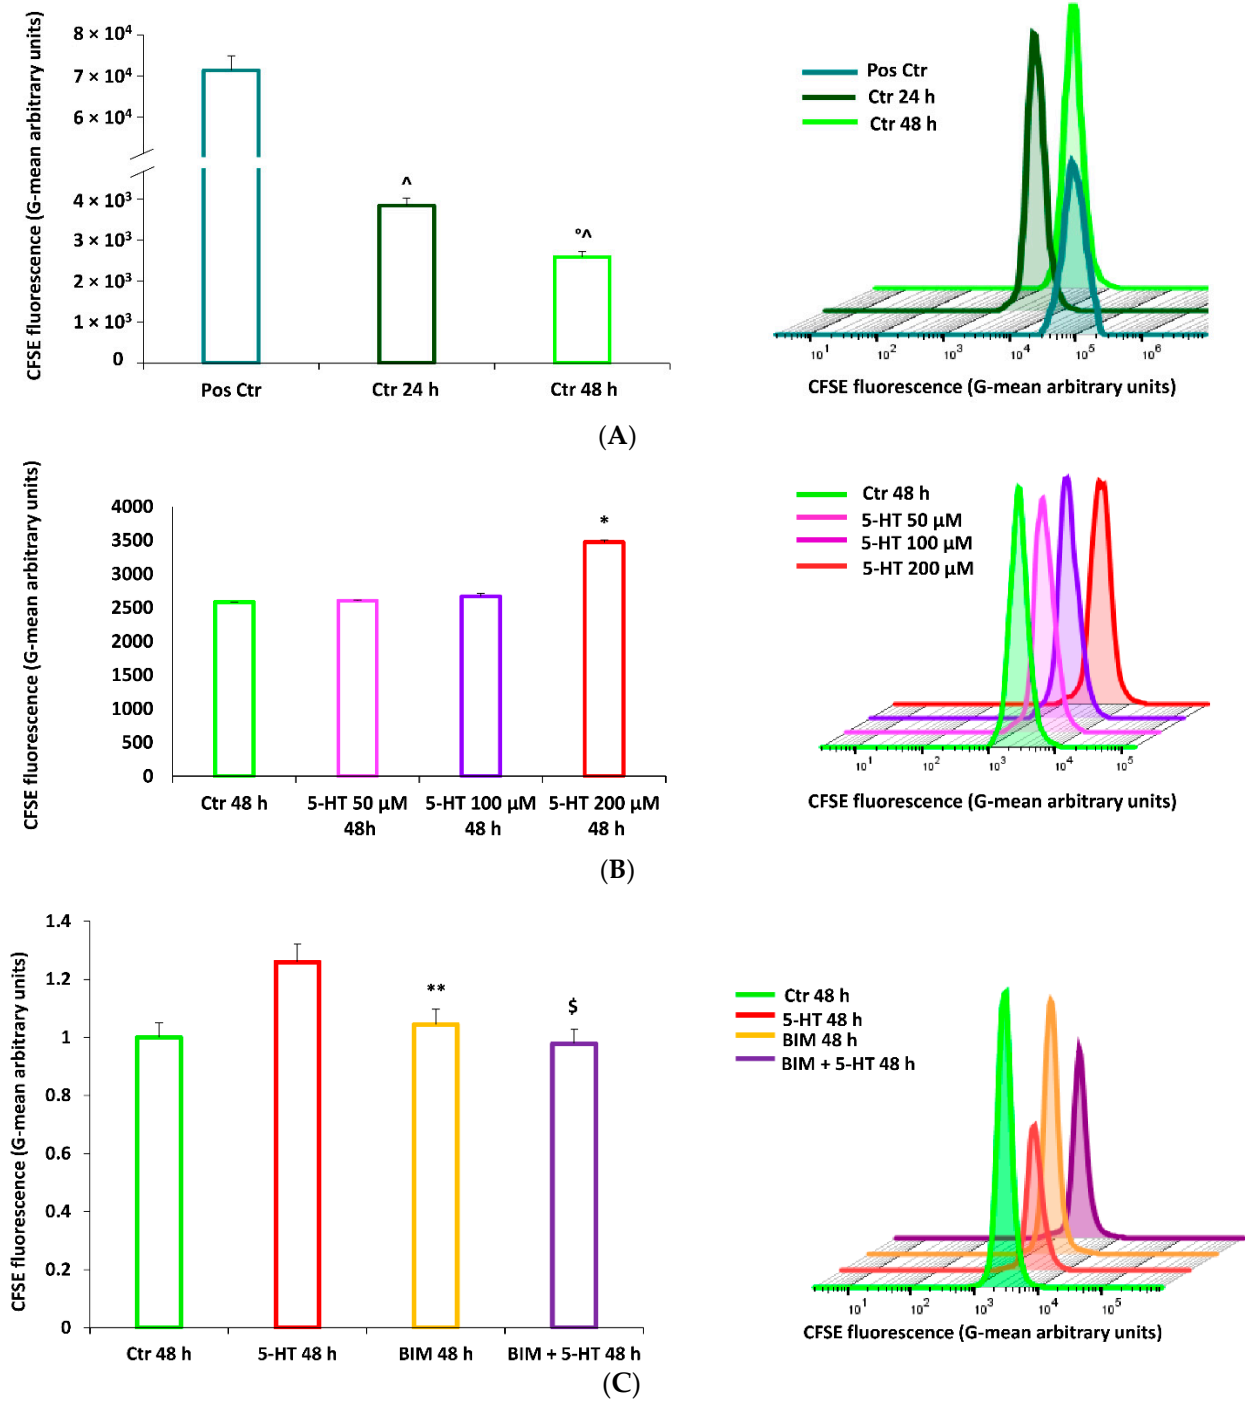 CFSE fluorescence (G-mean arbitrary units)
8 × 10⁴
7 × 10⁴
6 × 10⁴
4 × 10³
3 × 10³
2 × 10³
1 × 10³
0
^
°^
Pos Ctr
Ctr 24 h
Ctr 48 h
Pos Ctr
Ctr 24 h
Ctr 48 h
10¹ 10² 10³ 10⁴ 10⁵ 10⁶
CFSE fluorescence (G-mean arbitrary units)
(A)
CFSE fluorescence (G-mean arbitrary units)
4000
3500
3000
2500
2000
1500
1000
500
0
*
Ctr 48 h
5-HT 50 µM
48h
5-HT 100 µM
48 h
5-HT 200 µM
48 h
Ctr 48 h
5-HT 50 µM
5-HT 100 µM
5-HT 200 µM
10¹ 10² 10³ 10⁴ 10⁵
CFSE fluorescence (G-mean arbitrary units)
(B)
CFSE fluorescence (G-mean arbitrary units)
1.4
1.2
1
0.8
0.6
0.4
0.2
0
**
$
Ctr 48 h
5-HT 48 h
BIM 48 h
BIM + 5-HT 48 h
Ctr 48 h
5-HT 48 h
BIM 48 h
BIM + 5-HT 48 h
10¹ 10² 10³ 10⁴ 10⁵
CFSE fluorescence (G-mean arbitrary units)
(C)